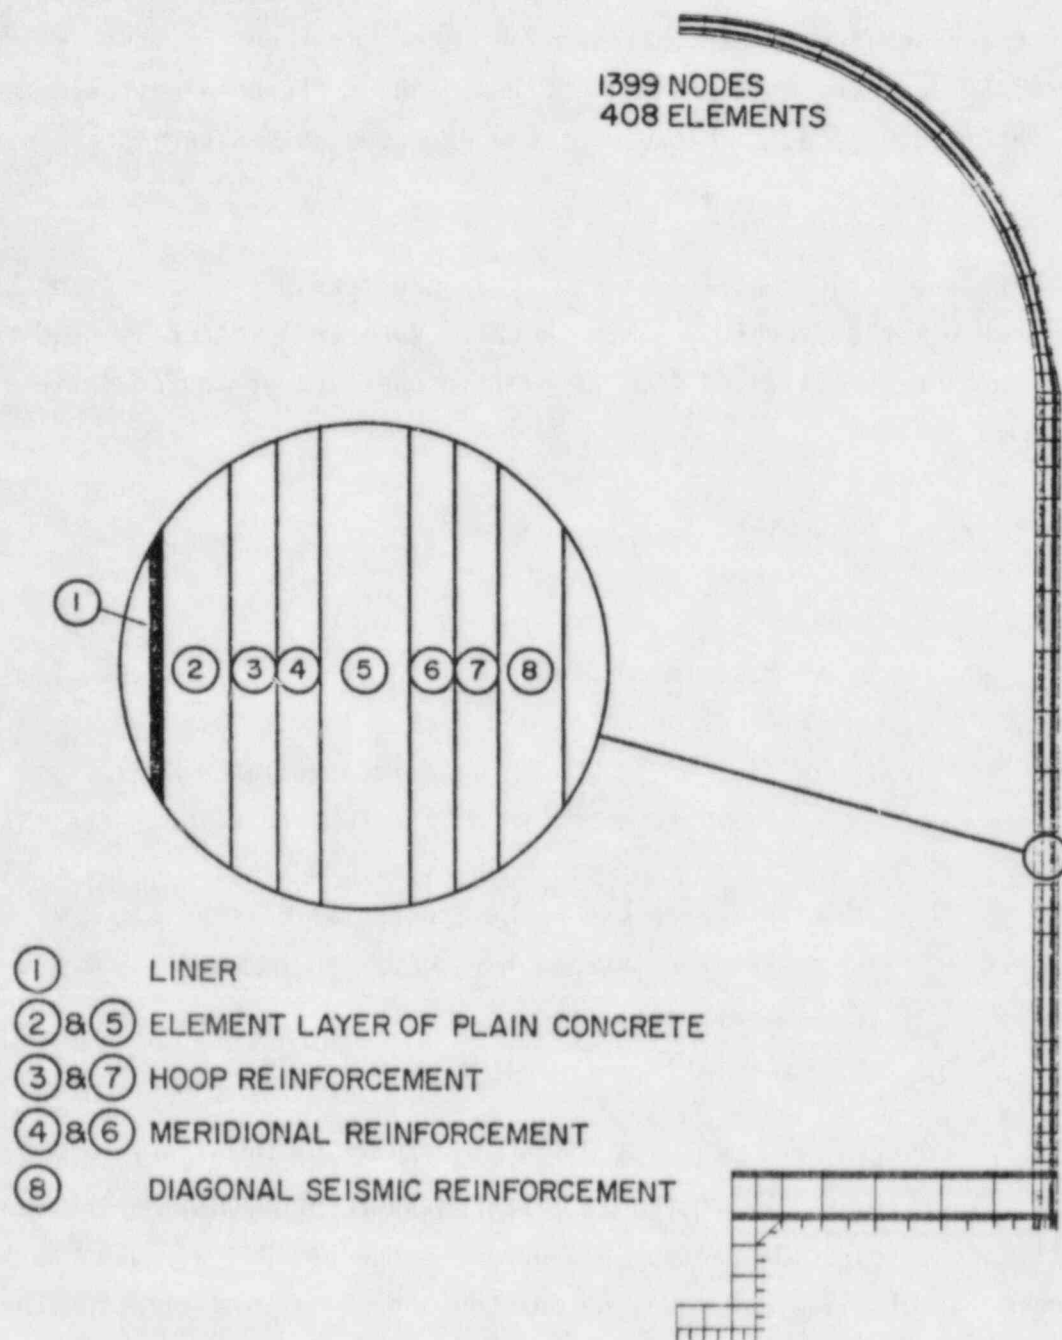 1399 NODES
408 ELEMENTS
1
2 3 4 5 6 7 8
1 LINER
2&5 ELEMENT LAYER OF PLAIN CONCRETE
3&7 HOOP REINFORCEMENT
4&6 MERIDIONAL REINFORCEMENT
8 DIAGONAL SEISMIC REINFORCEMENT